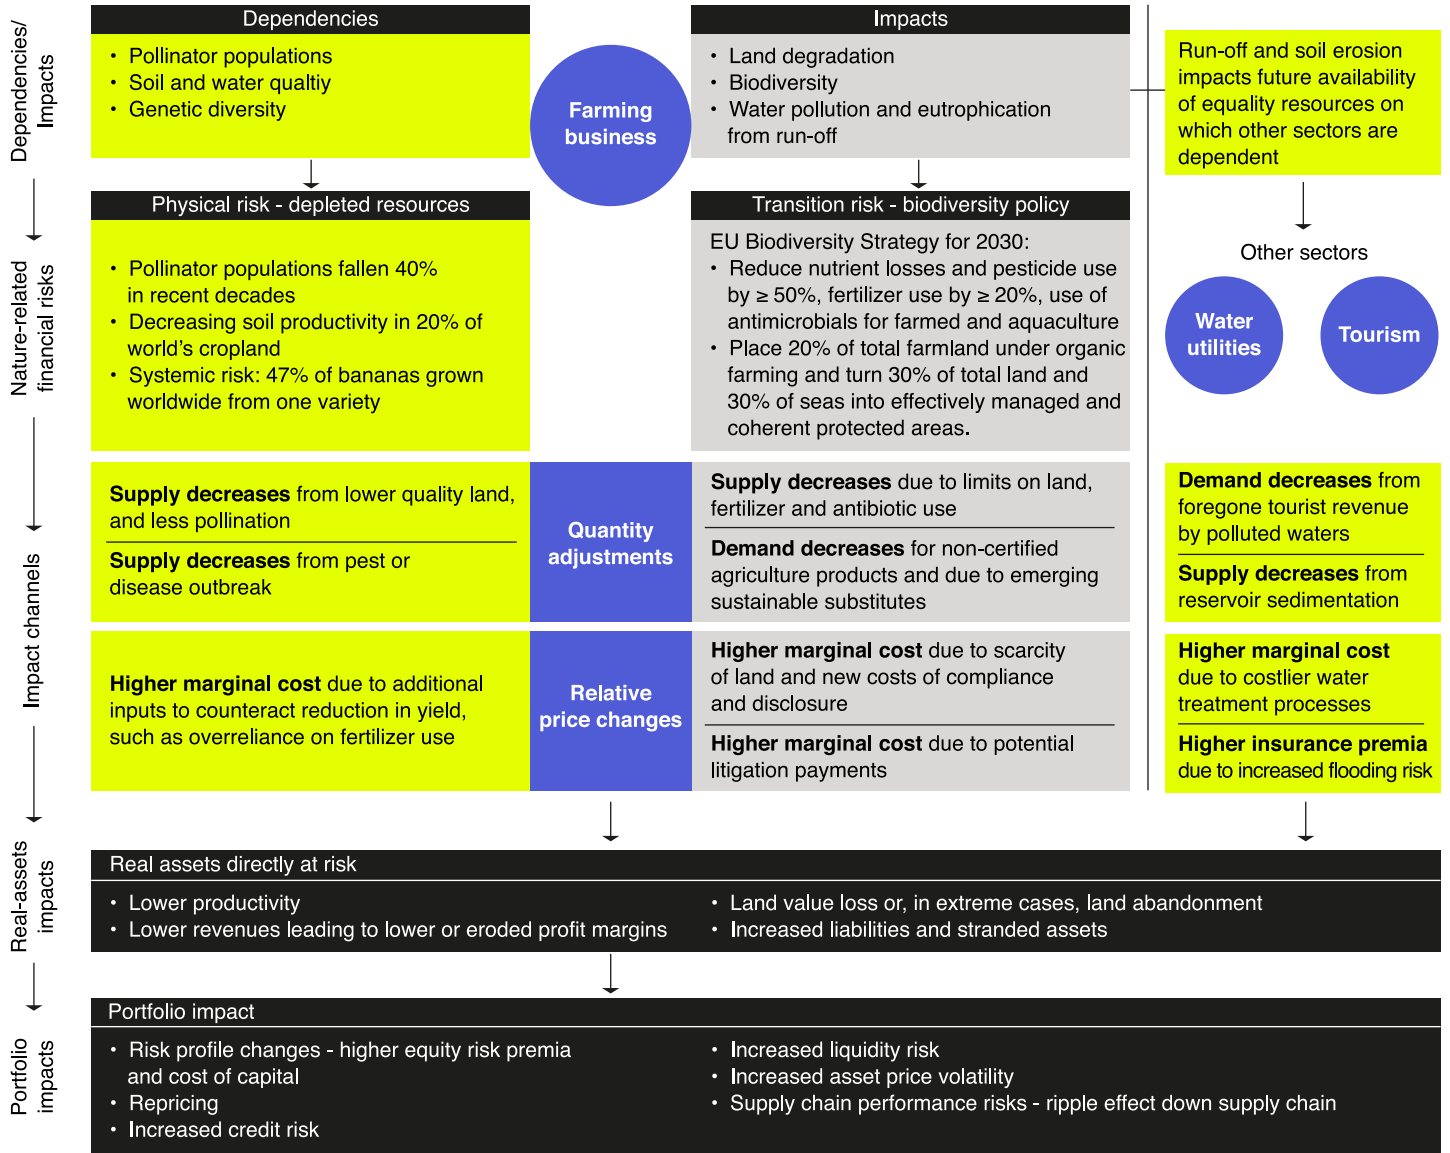 Dependencies/
Impacts
Nature-related
financial risks
Impact channels
Real-assets
impacts
Portfolio
impacts
Dependencies
• Pollinator populations
• Soil and water qualtiy
• Genetic diversity
Farming
business
Impacts
• Land degradation
• Biodiversity
• Water pollution and eutrophication
from run-off
Run-off and soil erosion
impacts future availability
of equality resources on
which other sectors are
dependent
Physical risk - depleted resources
• Pollinator populations fallen 40%
in recent decades
• Decreasing soil productivity in 20% of
world’s cropland
• Systemic risk: 47% of bananas grown
worldwide from one variety
Transition risk - biodiversity policy
EU Biodiversity Strategy for 2030:
• Reduce nutrient losses and pesticide use
by ≥ 50%, fertilizer use by ≥ 20%, use of
antimicrobials for farmed and aquaculture
• Place 20% of total farmland under organic
farming and turn 30% of total land and
30% of seas into effectively managed and
coherent protected areas.
Other sectors
Water
utilities
Tourism
Supply decreases from lower quality land,
and less pollination
Supply decreases from pest or
disease outbreak
Quantity
adjustments
Supply decreases due to limits on land,
fertilizer and antibiotic use
Demand decreases for non-certified
agriculture products and due to emerging
sustainable substitutes
Demand decreases from
foregone tourist revenue
by polluted waters
Supply decreases from
reservoir sedimentation
Higher marginal cost due to additional
inputs to counteract reduction in yield,
such as overreliance on fertilizer use
Relative
price changes
Higher marginal cost due to scarcity
of land and new costs of compliance
and disclosure
Higher marginal cost due to potential
litigation payments
Higher marginal cost
due to costlier water
treatment processes
Higher insurance premia
due to increased flooding risk
Real assets directly at risk
• Lower productivity
• Lower revenues leading to lower or eroded profit margins
• Land value loss or, in extreme cases, land abandonment
• Increased liabilities and stranded assets
Portfolio impact
• Risk profile changes - higher equity risk premia
and cost of capital
• Repricing
• Increased credit risk
• Increased liquidity risk
• Increased asset price volatility
• Supply chain performance risks - ripple effect down supply chain